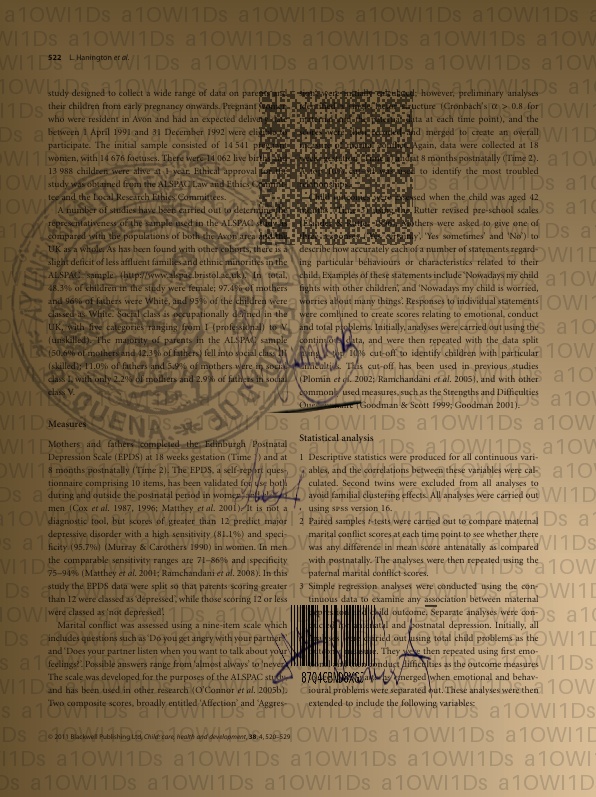 522 L. Hanington et al.
study designed to collect a wide range of data on parents and
their children from early pregnancy onwards. Pregnant women
who were resident in Avon and had an expected delivery date
between 1 April 1991 and 31 December 1992 were eligible to
participate. The initial sample consisted of 14 541 pregnant
women, with 14 676 foetuses. There were 14 062 live births and
13 988 children were alive at 1 year. Ethical approval for the
study was obtained from the ALSPAC Law and Ethics Commit-
tee and the Local Research Ethics Committees.
A number of studies have been carried out to determine the
representativeness of the sample used in the ALSPAC study as
compared with the populations of both the Avon area and the
UK as a whole. As has been found with other cohorts, there is a
slight deficit of less affluent families and ethnic minorities in the
ALSPAC sample (http://www.alspac.bristol.ac.uk). In total,
48.3% of children in the study were female; 97.4% of mothers
and 96% of fathers were White, and 95% of the children were
classed as White. Social class is occupationally defined in the
UK, with five categories ranging from I (professional) to V
(unskilled). The majority of parents in the ALSPAC sample
(50.6% of mothers and 42.3% of fathers) fell into social class III
(skilled); 11.0% of fathers and 5.9% of mothers were in social
class I, with only 2.2% of mothers and 2.9% of fathers in social
class V.
Measures
Mothers and fathers completed the Edinburgh Postnatal
Depression Scale (EPDS) at 18 weeks gestation (Time 1) and at
8 months postnatally (Time 2). The EPDS, a self-report ques-
tionnaire comprising 10 items, has been validated for use both
during and outside the postnatal period in women and
men (Cox et al. 1987, 1996; Matthey et al. 2001). It is not a
diagnostic tool, but scores of greater than 12 predict major
depressive disorder with a high sensitivity (81.1%) and speci-
ficity (95.7%) (Murray & Carothers 1990) in women. In men
the comparable sensitivity ranges are 71–86% and specificity
75–94% (Matthey et al. 2001; Ramchandani et al. 2008). In this
study the EPDS data were split so that parents scoring greater
than 12 were classed as 'depressed', while those scoring 12 or less
were classed as 'not depressed'.
Marital conflict was assessed using a nine-item scale which
includes questions such as 'Do you get angry with your partner?'
and 'Does your partner listen when you want to talk about your
feelings?'. Possible answers range from 'almost always' to 'never'.
The scale was developed for the purposes of the ALSPAC study
and has been used in other research (O'Connor et al. 2005b).
Two composite scores, broadly entitled 'Affection' and 'Aggres-
however, preliminary analyses
structure (Cronbach's α > 0.8 for
data at each time point), and
and merged to create an overall
Again, data were collected at 18
at 8 months postnatally (Time 2).
to identify the most troubled
when the child was aged 42
Rutter revised pre-school scales
Mothers were asked to give one of
'Yes sometimes' and 'No') to
describe how accurately each of a number of statements regard-
ing particular behaviours or characteristics related to their
child. Examples of these statements include 'Nowadays my child
fights with other children', and 'Nowadays my child is worried,
worries about many things'. Responses to individual statements
were combined to create scores relating to emotional, conduct
and total problems. Initially, analyses were carried out using the
continuous data, and were then repeated with the data split
using 10% cut-off to identify children with particular
difficulties. This cut-off has been used in previous studies
(Plomin et al. 2002; Ramchandani et al. 2005), and with other
commonly used measures, such as the Strengths and Difficulties
Questionnaire (Goodman & Scott 1999; Goodman 2001).
Statistical analysis
1 Descriptive statistics were produced for all continuous vari-
ables, and the correlations between these variables were cal-
culated. Second twins were excluded from all analyses to
avoid familial clustering effects. All analyses were carried out
using SPSS version 16.
2 Paired samples t-tests were carried out to compare maternal
marital conflict scores at each time point to see whether there
was any difference in mean score antenatally as compared
with postnatally. The analyses were then repeated using the
paternal marital conflict scores.
3 Simple regression analyses were conducted using the con-
tinuous data to examine any association between maternal
depression and child outcome. Separate analyses were con-
ducted for antenatal and postnatal depression. Initially, all
analyses were carried out using total child problems as the
outcome measure. They were then repeated using first emo-
tional and conduct difficulties as the outcome measures
emerged when emotional and behav-
ioural problems were separated out. These analyses were then
extended to include the following variables:
© 2011 Blackwell Publishing Ltd, Child: care, health and development, 38, 4, 520–529